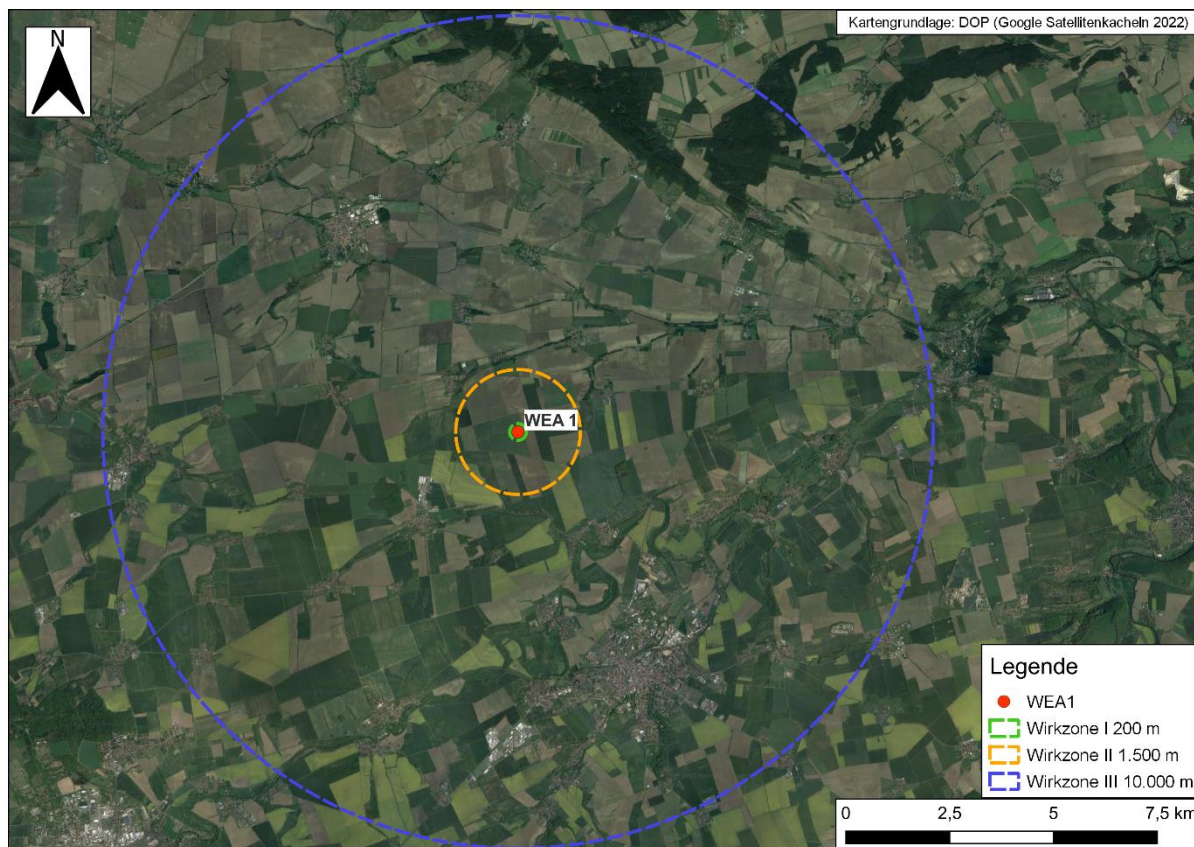 Kartengrundlage: DOP (Google Satellitenkacheln 2022)
N
WEA 1
Legende
WEA1
Wirkzone I 200 m
Wirkzone II 1.500 m
Wirkzone III 10.000 m
0 2,5 5 7,5 km